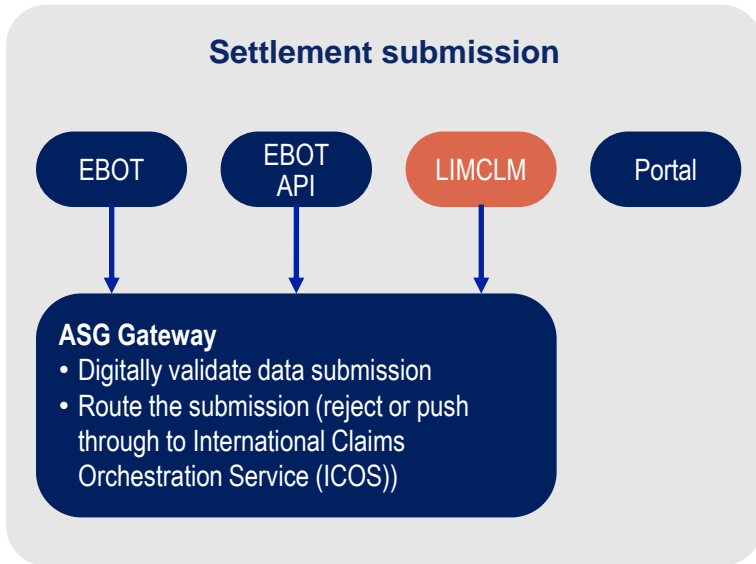 Settlement submission
EBOT
EBOT
API
LIMCLM
Portal
ASG Gateway
• Digitally validate data submission
• Route the submission (reject or push
through to International Claims
Orchestration Service (ICOS))